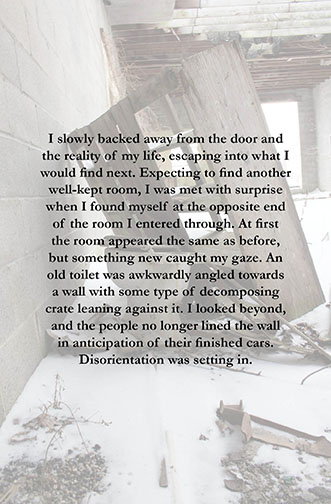 I slowly backed away from the door and
the reality of my life, escaping into what I
would find next. Expecting to find another
well-kept room, I was met with surprise
when I found myself at the opposite end
of the room I entered through. At first
the room appeared the same as before,
but something new caught my gaze. An
old toilet was awkwardly angled towards
a wall with some type of decomposing
crate leaning against it. I looked beyond,
and the people no longer lined the wall
in anticipation of their finished cars.
Disorientation was setting in.